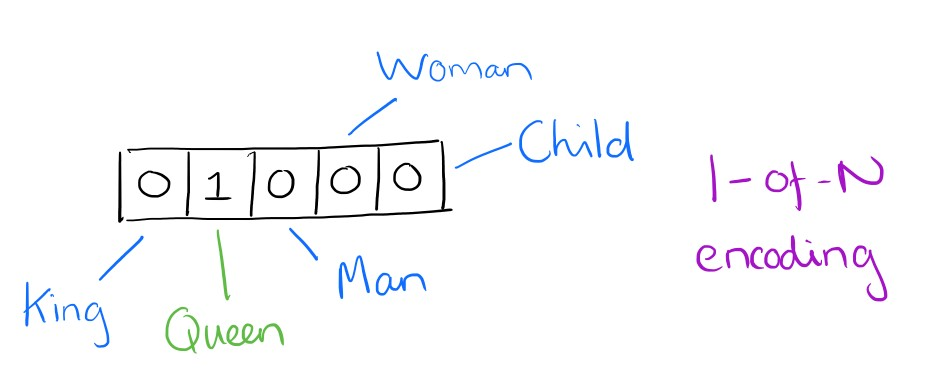 Woman
Child
0 1 0 0 0
1-of-N
encoding
King
Queen
Man